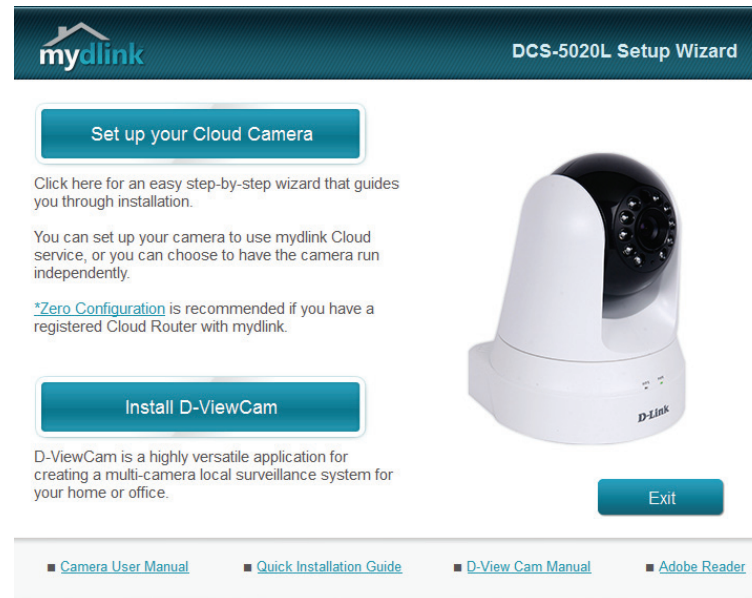 mydlink
DCS-5020L Setup Wizard
Set up your Cloud Camera
Click here for an easy step-by-step wizard that guides
you through installation.
You can set up your camera to use mydlink Cloud
service, or you can choose to have the camera run
independently.
*Zero Configuration is recommended if you have a
registered Cloud Router with mydlink.
Install D-ViewCam
D-ViewCam is a highly versatile application for
creating a multi-camera local surveillance system for
your home or office.
D-Link
Exit
Camera User Manual
Quick Installation Guide
D-View Cam Manual
Adobe Reader